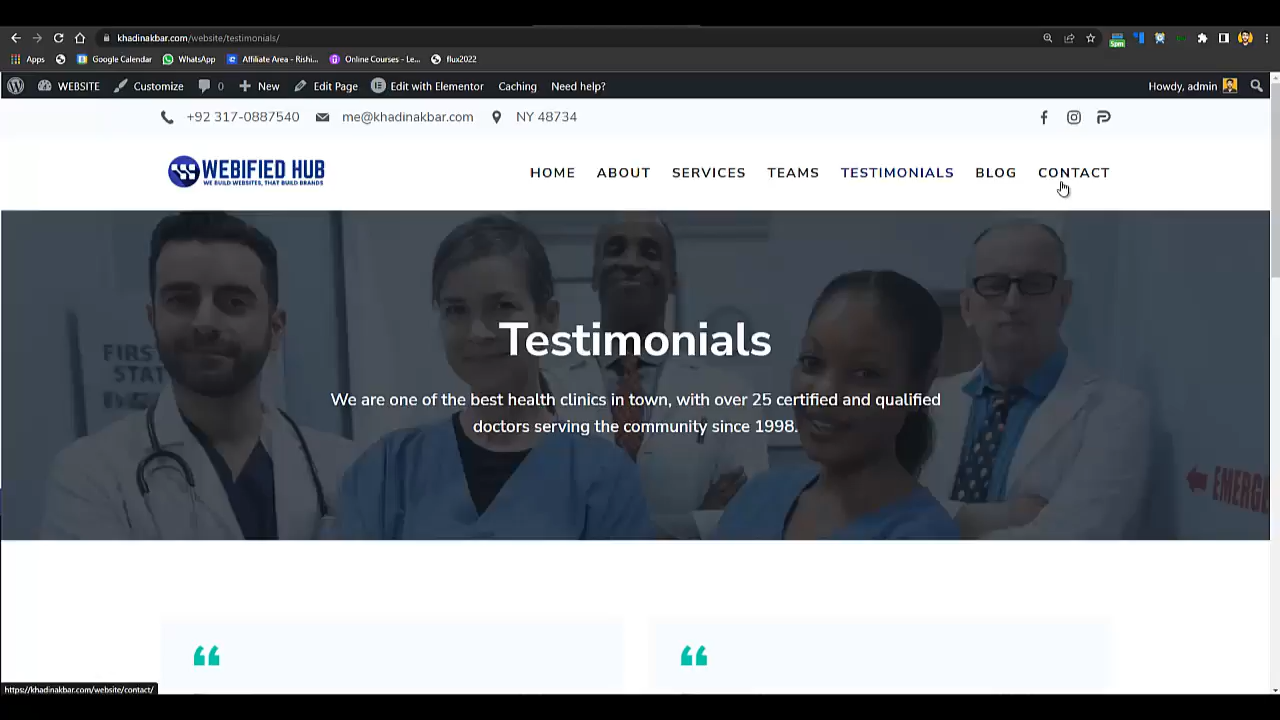 khadinakbar.com/website/testimonials/
Apps Google Calendar WhatsApp Affiliate Area - Rishi... Online Courses - Le... flux2022
5pm
WEBSITE Customize 0 New Edit Page Edit with Elementor Caching Need help? Howdy, admin
+92 317-0887540 me@khadinakbar.com NY 48734
WEBIFIED HUB
WE BUILD WEBSITES, THAT BUILD BRANDS
HOME ABOUT SERVICES TEAMS TESTIMONIALS BLOG CONTACT
FIRS
STAT
EMERG
Testimonials
We are one of the best health clinics in town, with over 25 certified and qualified
doctors serving the community since 1998.
“ “
https://khadinakbar.com/website/contact/